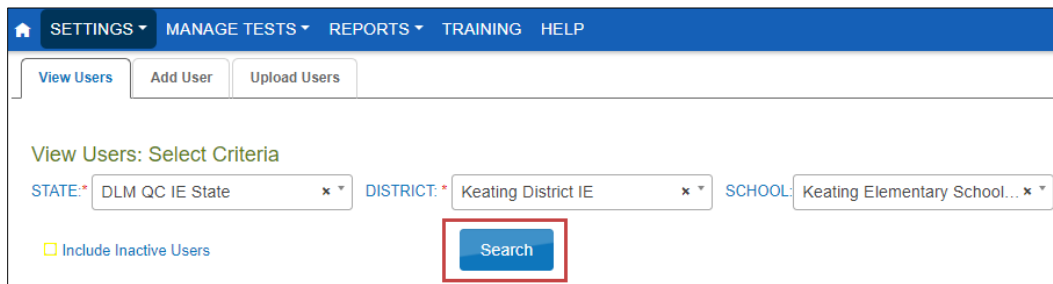 SETTINGS MANAGE TESTS REPORTS TRAINING HELP
View Users Add User Upload Users
View Users: Select Criteria
STATE:* DLM QC IE State × DISTRICT: * Keating District IE × SCHOOL: Keating Elementary School... ×
Include Inactive Users Search